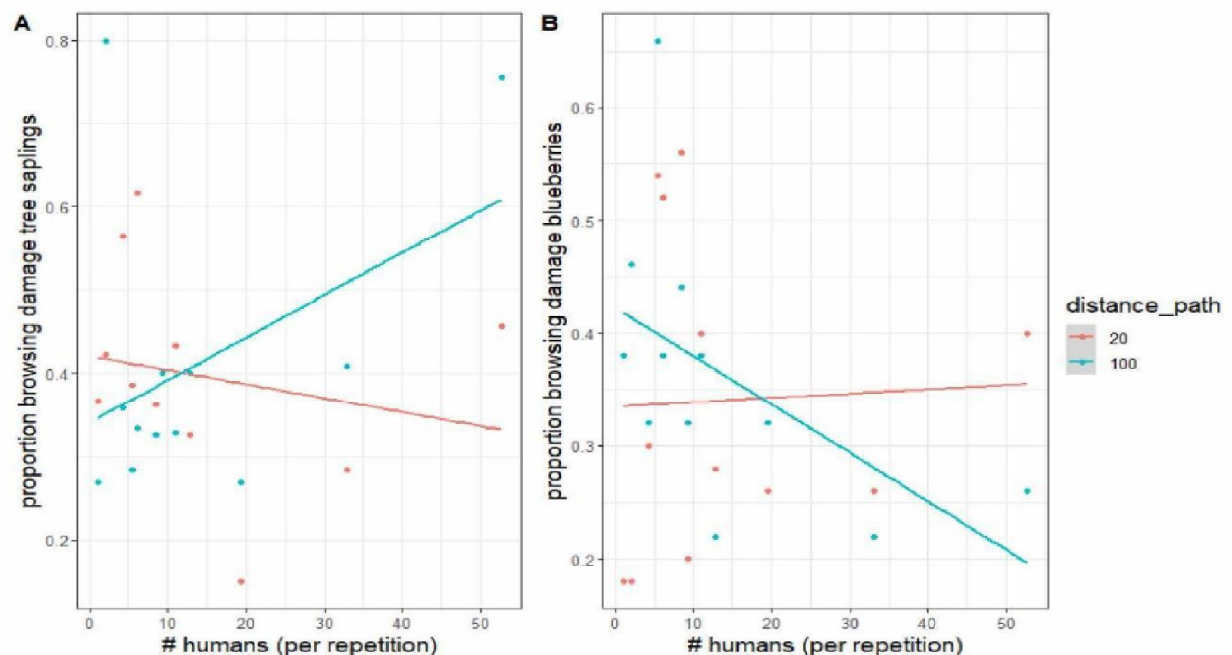 A
proportion browsing damage tree saplings
0.8
0.6
0.4
0.2
0 10 20 30 40 50
# humans (per repetition)
B
proportion browsing damage blueberries
0.6
0.5
0.4
0.3
0.2
0 10 20 30 40 50
# humans (per repetition)
distance_path
20
100